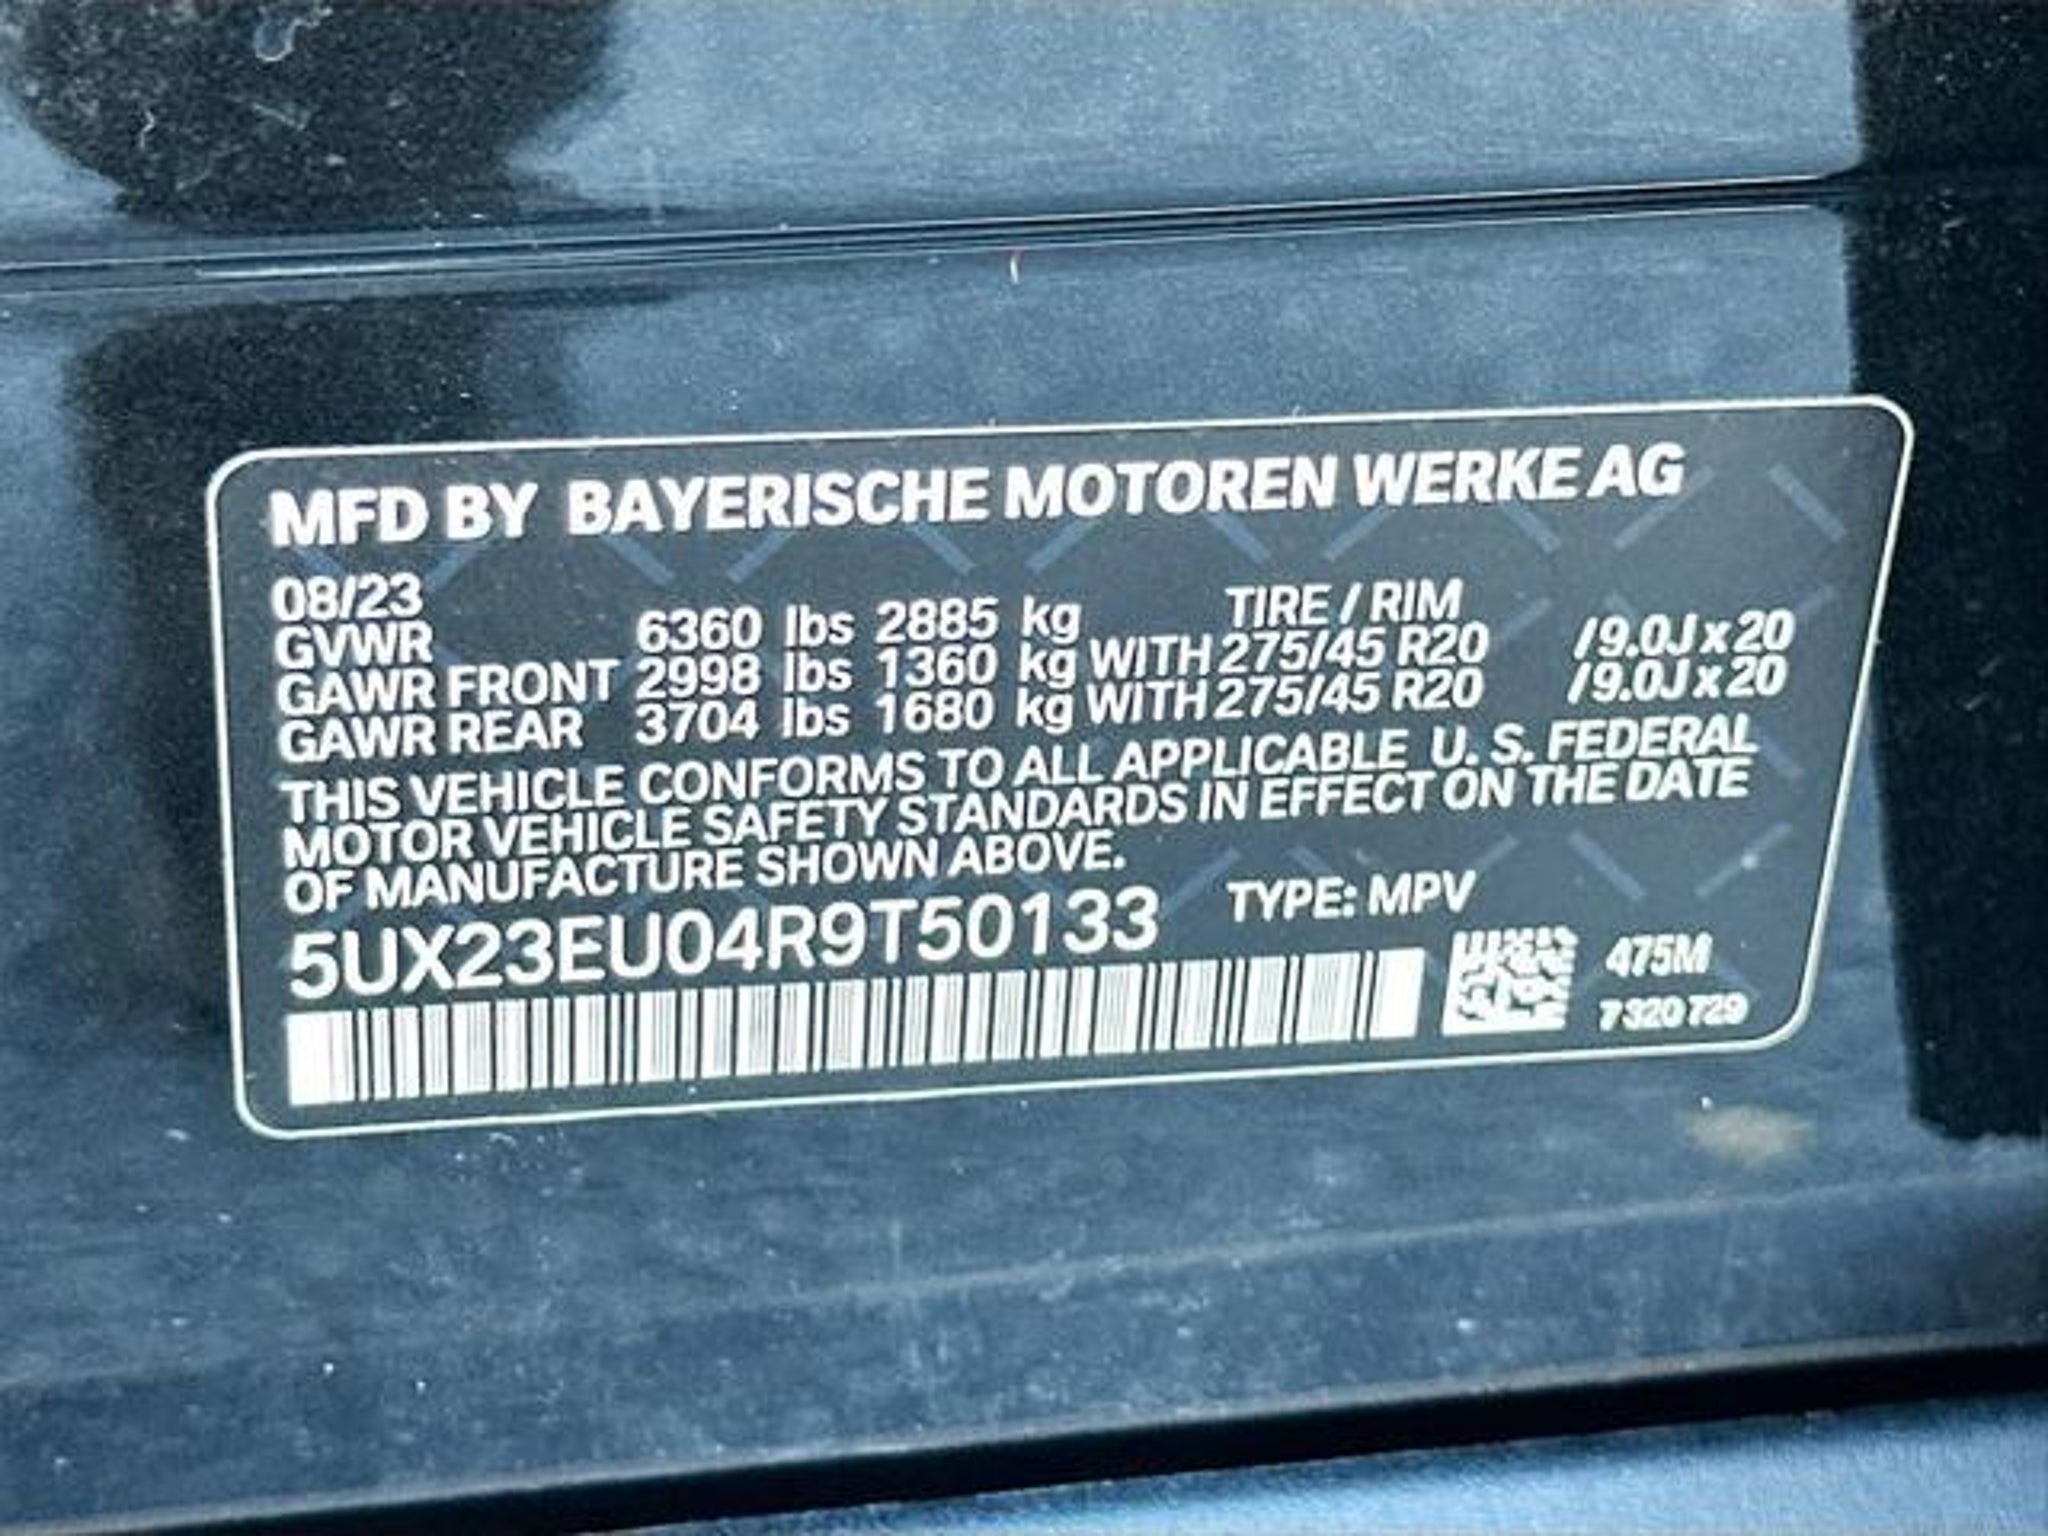 MFD BY BAYERISCHE MOTOREN WERKE AG
08/23 TIRE / RIM
GVWR 6360 lbs 2885 kg
GAWR FRONT 2998 lbs 1360 kg WITH 275/45 R20 /9.0J x 20
GAWR REAR 3704 lbs 1680 kg WITH 275/45 R20 /9.0J x 20
THIS VEHICLE CONFORMS TO ALL APPLICABLE U. S. FEDERAL
MOTOR VEHICLE SAFETY STANDARDS IN EFFECT ON THE DATE
OF MANUFACTURE SHOWN ABOVE.
5UX23EU04R9T50133 TYPE: MPV
475M
7 320 729